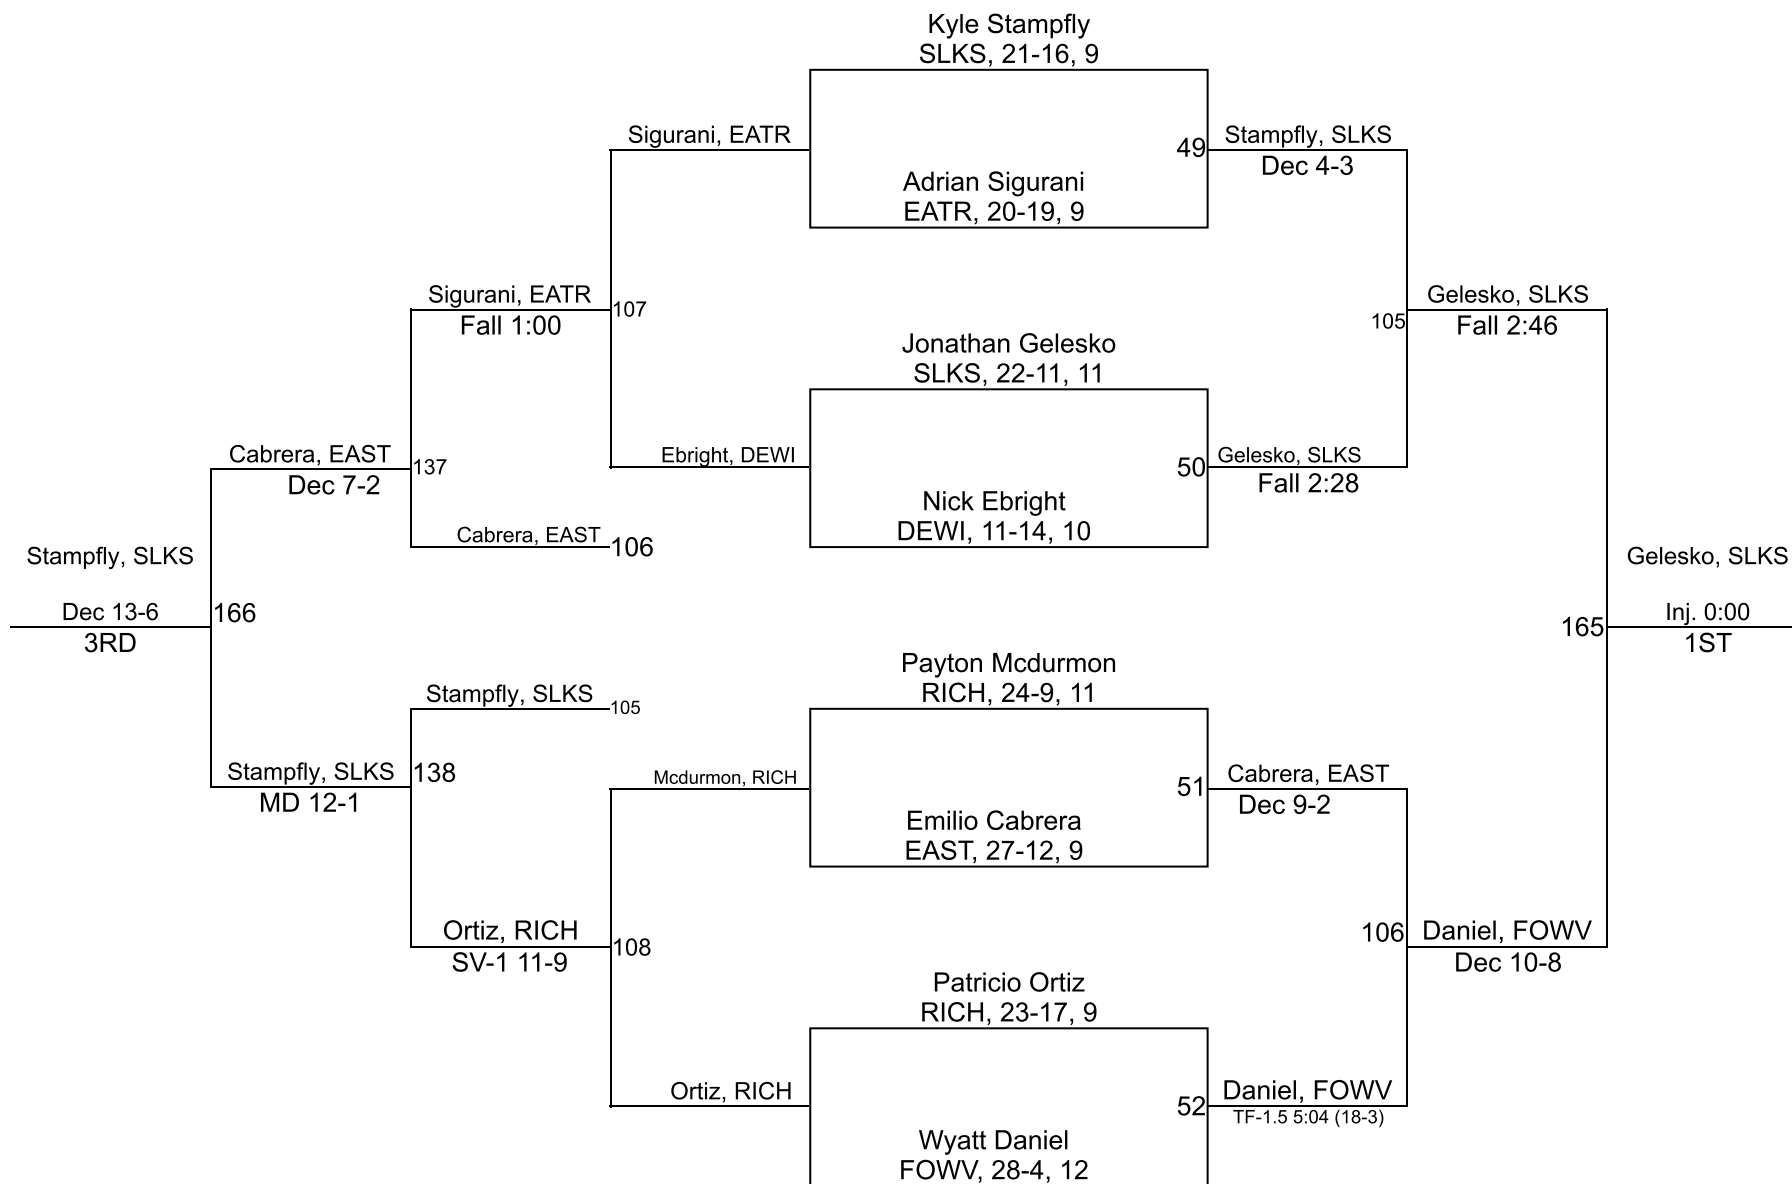 Kyle Stampfly
SLKS, 21-16, 9
Sigurani, EATR
49
Stampfly, SLKS
Dec 4-3
Adrian Sigurani
EATR, 20-19, 9
Sigurani, EATR
Fall 1:00
107
105
Gelesko, SLKS
Fall 2:46
Jonathan Gelesko
SLKS, 22-11, 11
Cabrera, EAST
Dec 7-2
137
Ebright, DEWI
50
Gelesko, SLKS
Fall 2:28
Nick Ebright
DEWI, 11-14, 10
Cabrera, EAST
106
Stampfly, SLKS
Dec 13-6
3RD
166
165
Gelesko, SLKS
Inj. 0:00
1ST
Payton Mcdurmon
RICH, 24-9, 11
Stampfly, SLKS
105
Stampfly, SLKS
MD 12-1
138
Mcdurmon, RICH
51
Cabrera, EAST
Dec 9-2
Emilio Cabrera
EAST, 27-12, 9
Ortiz, RICH
SV-1 11-9
108
106
Daniel, FOWV
Dec 10-8
Patricio Ortiz
RICH, 23-17, 9
Ortiz, RICH
52
Daniel, FOWV
TF-1.5 5:04 (18-3)
Wyatt Daniel
FOWV, 28-4, 12